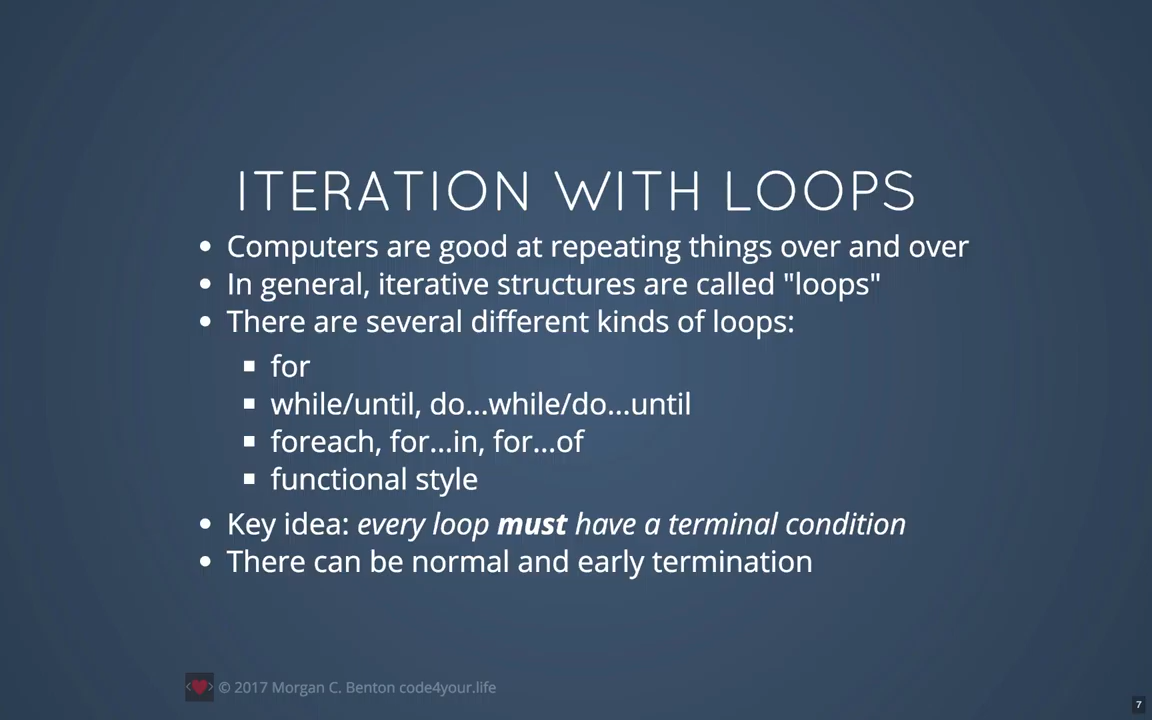 ITERATION WITH LOOPS
Computers are good at repeating things over and over
In general, iterative structures are called "loops"
There are several different kinds of loops:
for
while/until, do...while/do...until
foreach, for...in, for...of
functional style
Key idea: every loop must have a terminal condition
There can be normal and early termination
<> © 2017 Morgan C. Benton code4your.life
7